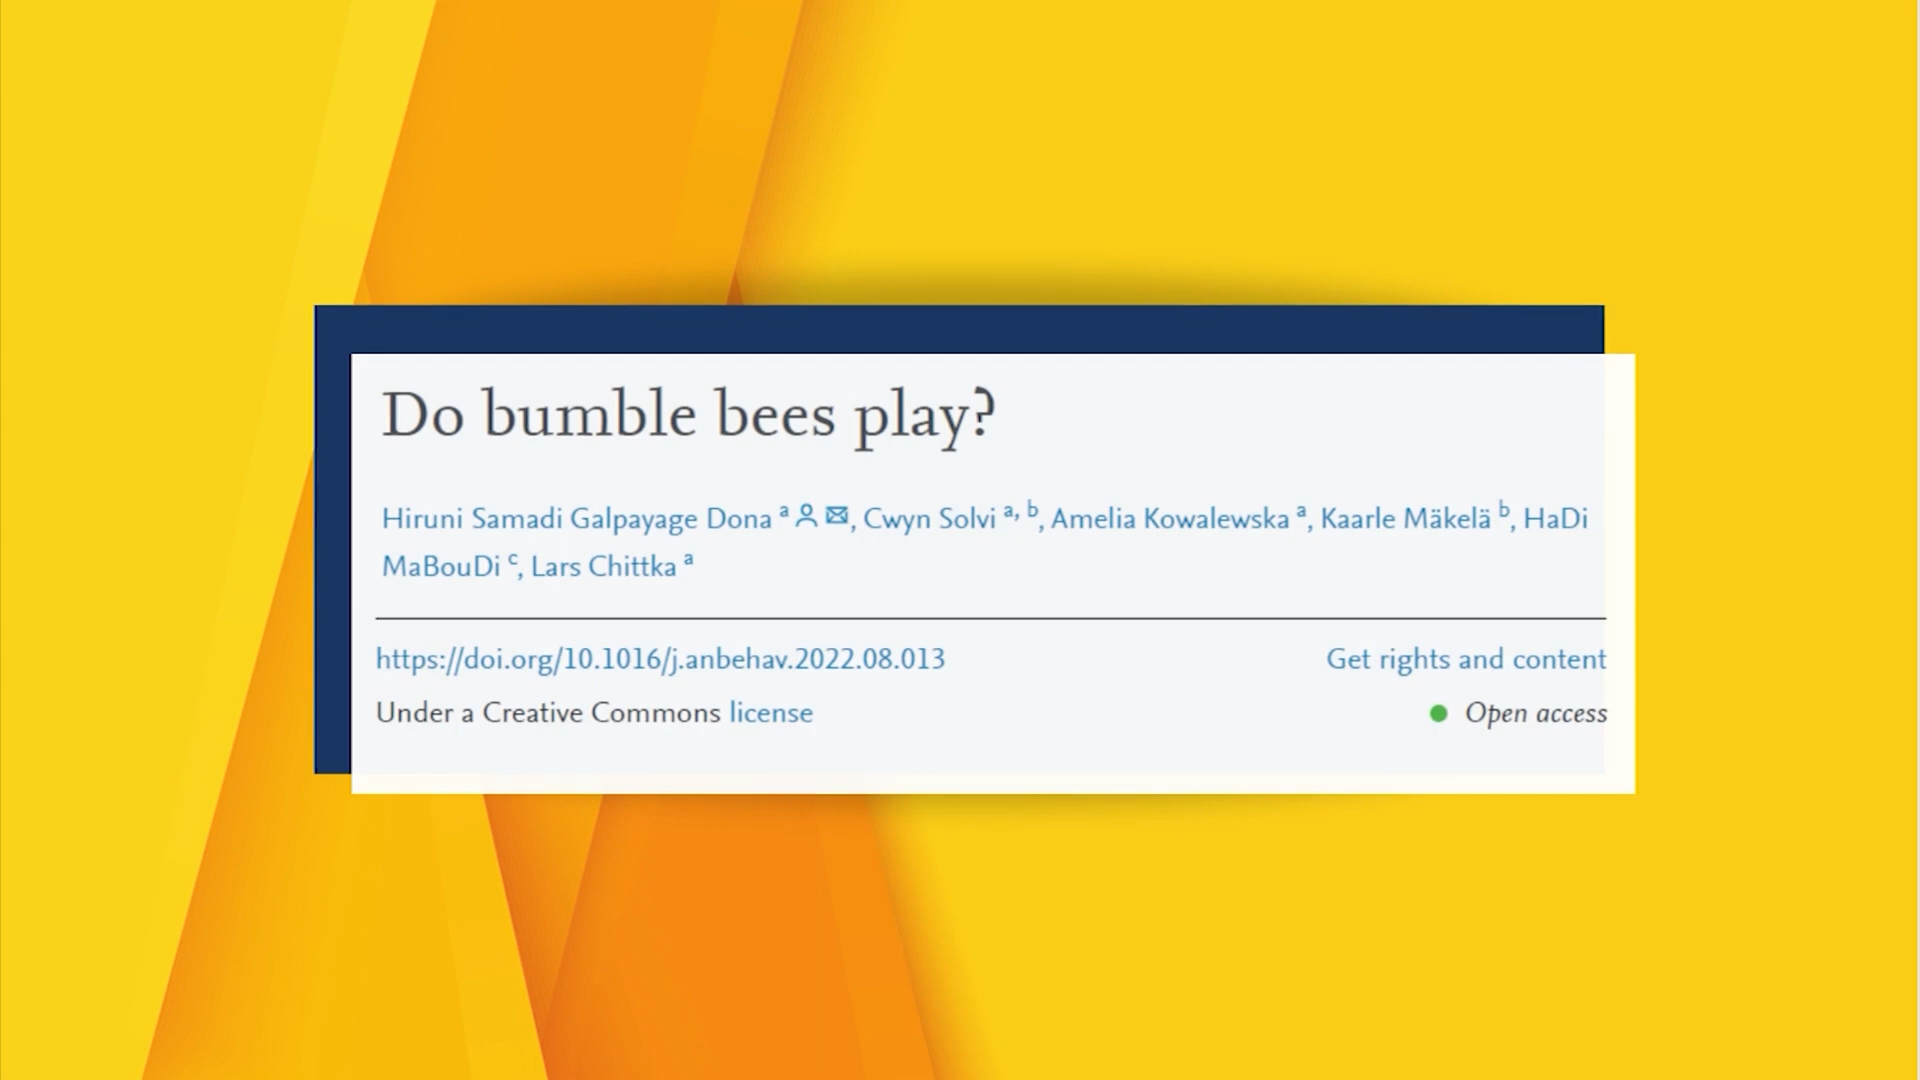 Do bumble bees play?
Hiruni Samadi Galpayage Dona a, Cwyn Solvi a, b, Amelia Kowalewska a, Kaarle Mäkelä b, HaDi
MaBouDi c, Lars Chittka a
https://doi.org/10.1016/j.anbehav.2022.08.013 Get rights and content
Under a Creative Commons license Open access